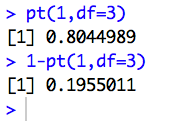 > pt(1,df=3)
[1] 0.8044989
> 1-pt(1,df=3)
[1] 0.1955011
>